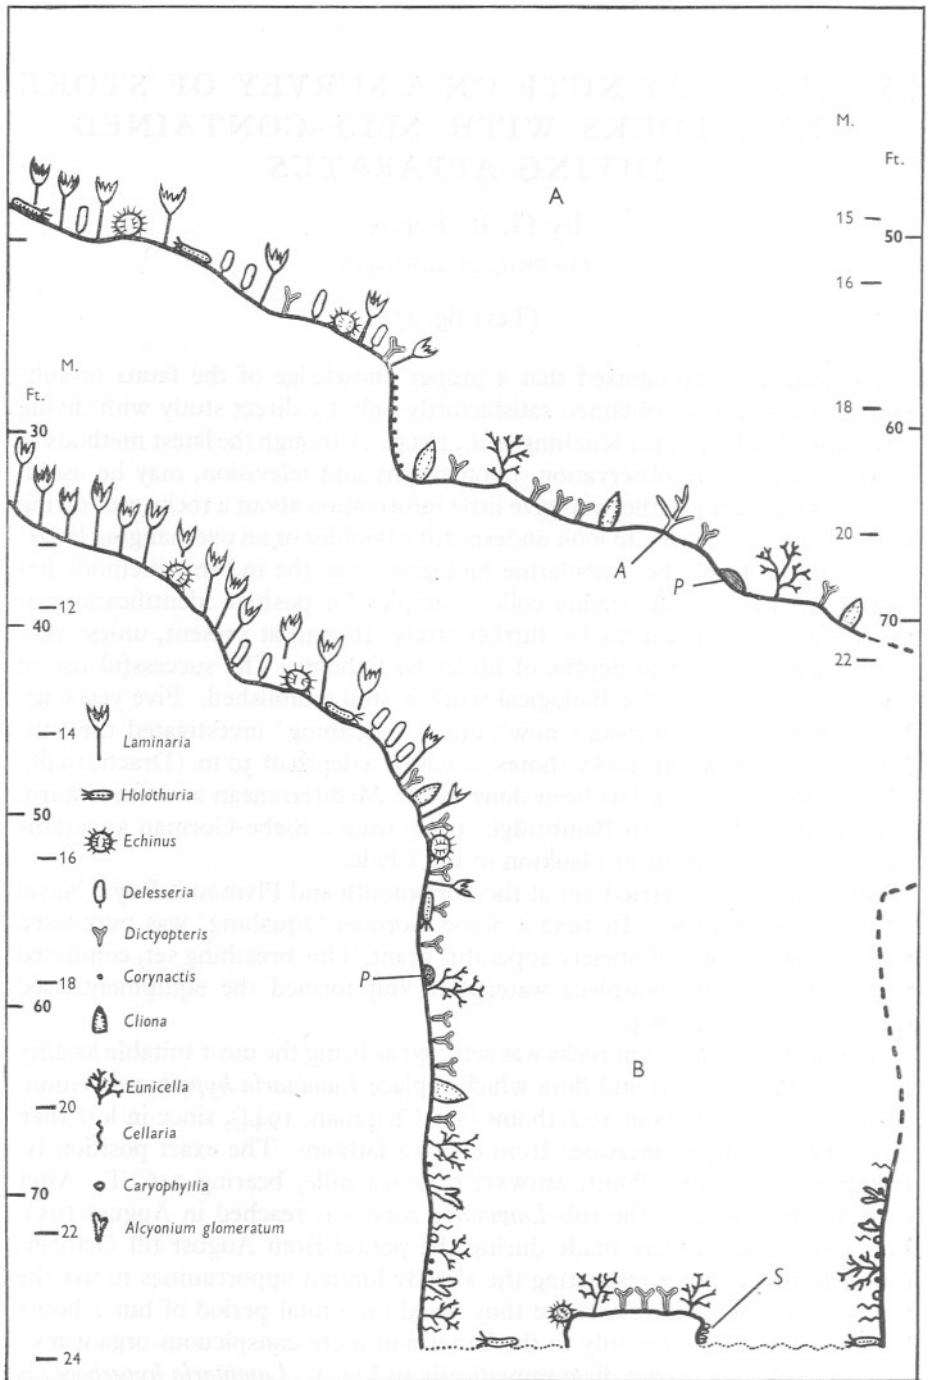 A
M.
Ft.
15
50
16
18
60
20
A
P
70
22
M.
Ft.
30
12
40
14
Laminaria
Holothuria
50
Echinus
16
Delesseria
Dictyopteris
Corynactis
P
18
60
Cliona
B
Eunicella
20
Cellaria
70
Caryophyllia
22
Alcyonium glomeratum
S
24